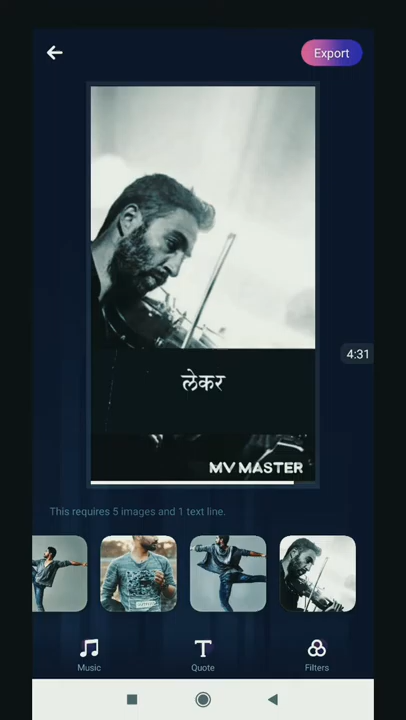 Export
4:31
लेकर
MV MASTER
This requires 5 images and 1 text line.
Music
Quote
Filters